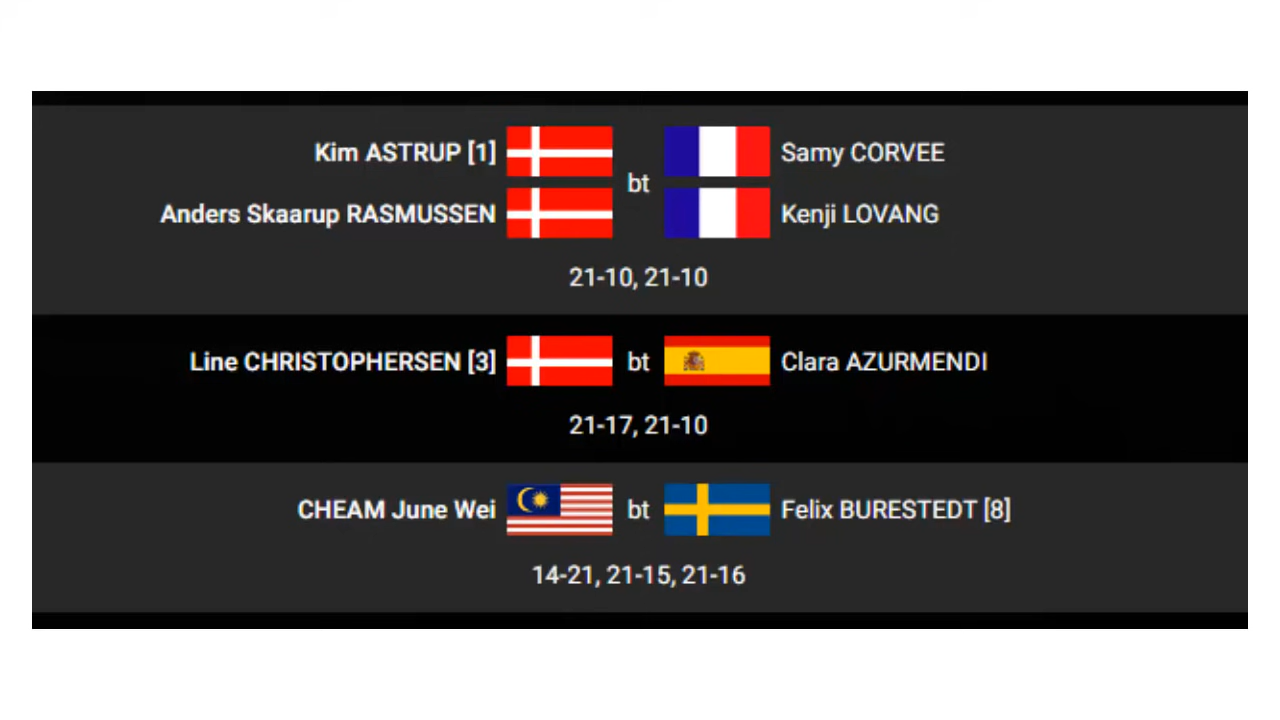 Kim ASTRUP [1] bt Samy CORVEE
Anders Skaarup RASMUSSEN Kenji LOVANG
21-10, 21-10
Line CHRISTOPHERSEN [3] bt Clara AZURMENDI
21-17, 21-10
CHEAM June Wei bt Felix BURESTEDT [8]
14-21, 21-15, 21-16